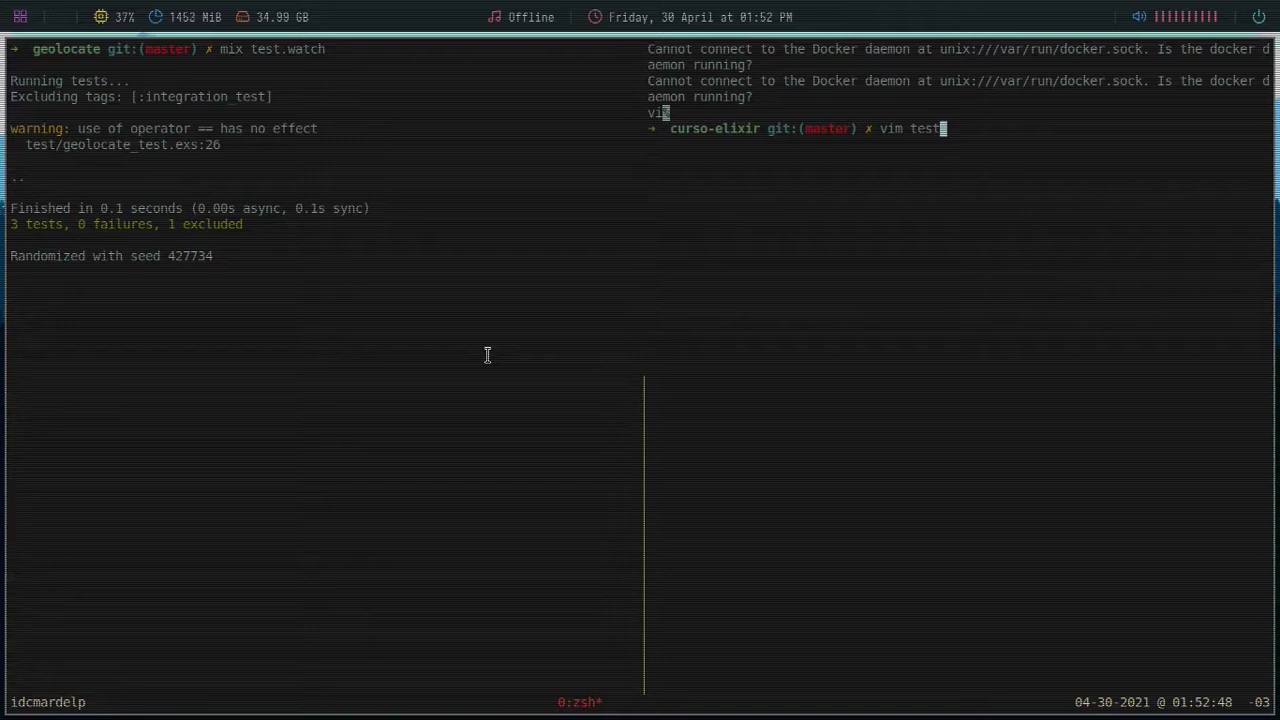 37% 1453 MiB 34.99 GB Offline Friday, 30 April at 01:52 PM
→ geolocate git:(master) ✗ mix test.watch
Running tests...
Excluding tags: [:integration_test]
warning: use of operator == has no effect
test/geolocate_test.exs:26
..
Finished in 0.1 seconds (0.00s async, 0.1s sync)
3 tests, 0 failures, 1 excluded
Randomized with seed 427734
Cannot connect to the Docker daemon at unix:///var/run/docker.sock. Is the docker d
aemon running?
Cannot connect to the Docker daemon at unix:///var/run/docker.sock. Is the docker d
aemon running?
vi
→ curso-elixir git:(master) ✗ vim test
idcmardelp 0:zsh* 04-30-2021 @ 01:52:48 -03